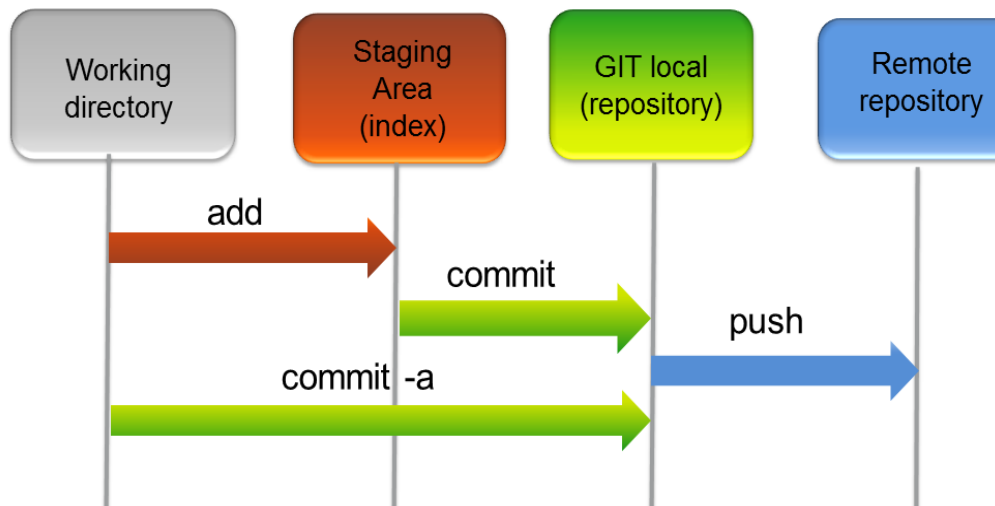 Working
directory
Staging
Area
(index)
GIT local
(repository)
Remote
repository
add
commit
push
commit -a